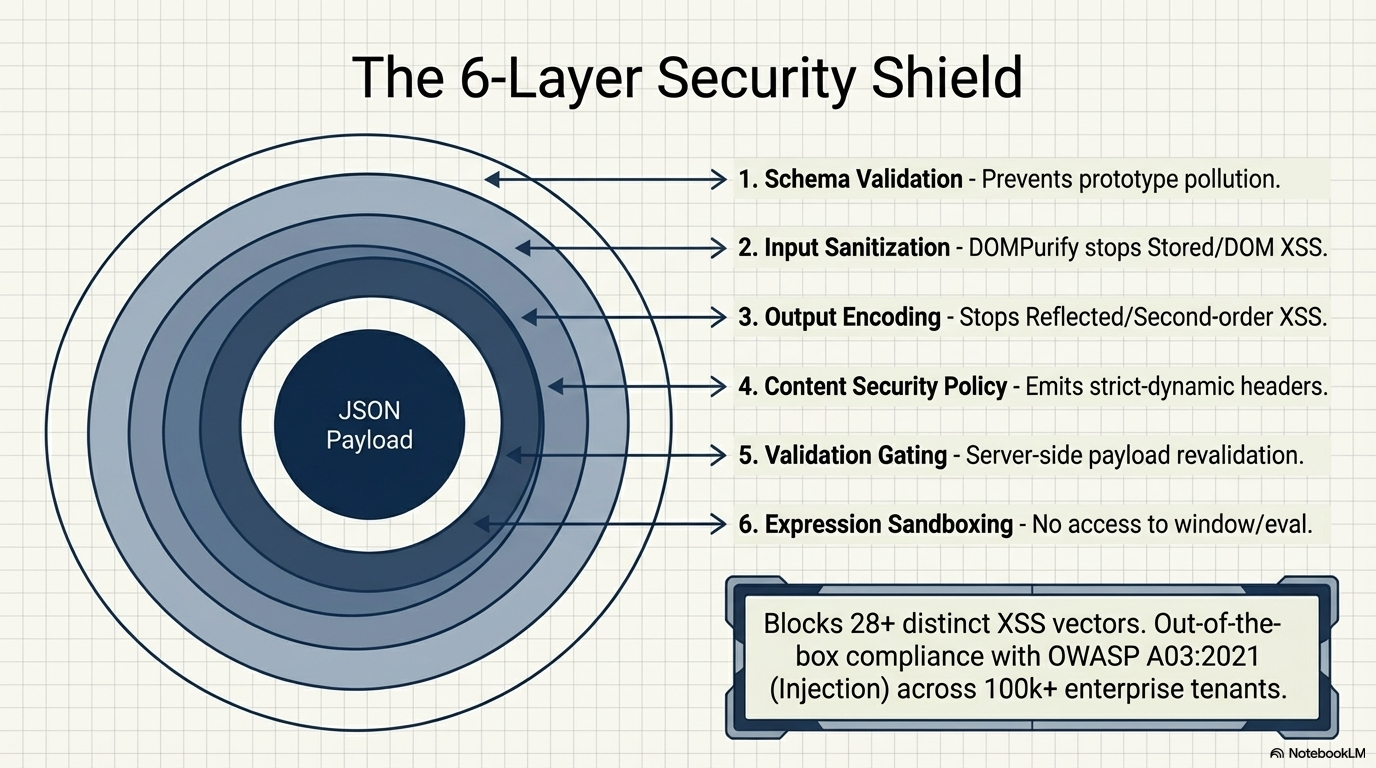 The 6-Layer Security Shield
JSON
Payload
1. Schema Validation - Prevents prototype pollution.
2. Input Sanitization - DOMPurify stops Stored/DOM XSS.
3. Output Encoding - Stops Reflected/Second-order XSS.
4. Content Security Policy - Emits strict-dynamic headers.
5. Validation Gating - Server-side payload revalidation.
6. Expression Sandboxing - No access to window/eval.
Blocks 28+ distinct XSS vectors. Out-of-the-
box compliance with OWASP A03:2021
(Injection) across 100k+ enterprise tenants.
NotebookLM